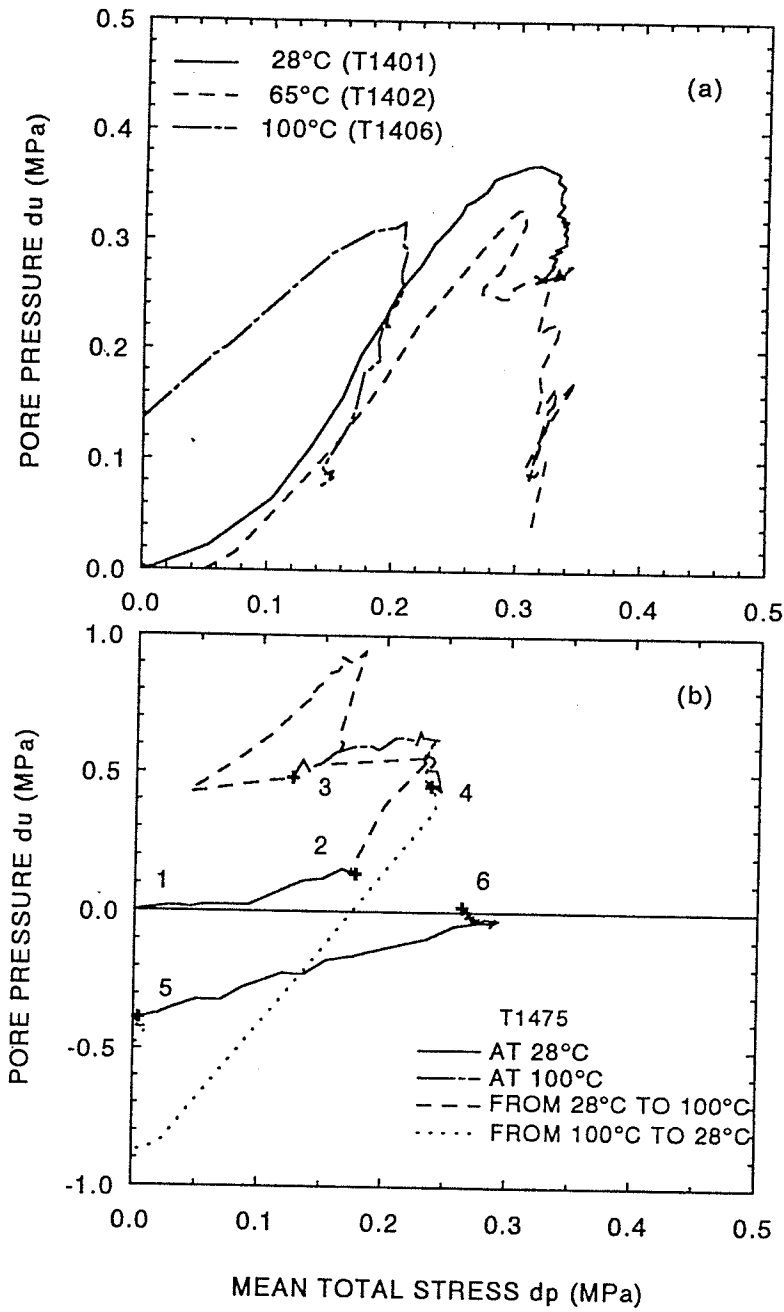 0.5
28°C (T1401)
65°C (T1402)
100°C (T1406)
(a)
0.4
0.3
0.2
0.1
0.0
PORE PRESSURE du (MPa)
0.0 0.1 0.2 0.3 0.4 0.5
1.0
(b)
0.5
3
4
2
1
6
0.0
5
-0.5
T1475
AT 28°C
AT 100°C
FROM 28°C TO 100°C
FROM 100°C TO 28°C
-1.0
PORE PRESSURE du (MPa)
0.0 0.1 0.2 0.3 0.4 0.5
MEAN TOTAL STRESS dp (MPa)